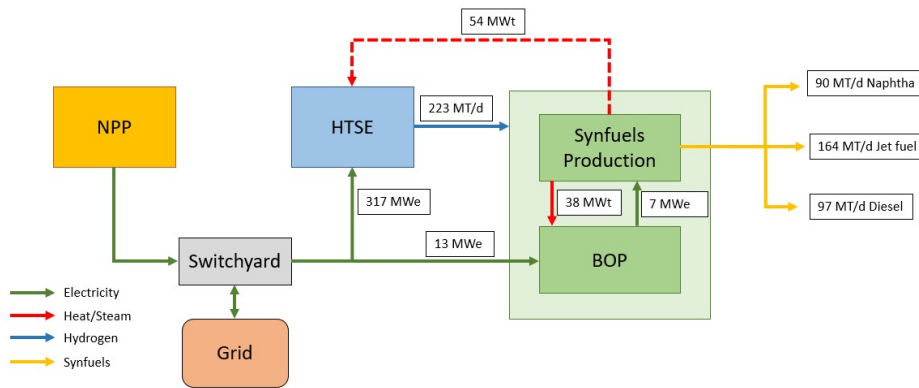 54 MWt
90 MT/d Naphtha
NPP
HTSE
223 MT/d
Synfuels
Production
164 MT/d Jet fuel
317 MWe
38 MWt
7 MWe
97 MT/d Diesel
13 MWe
Switchyard
BOP
Electricity
Heat/Steam
Hydrogen
Synfuels
Grid